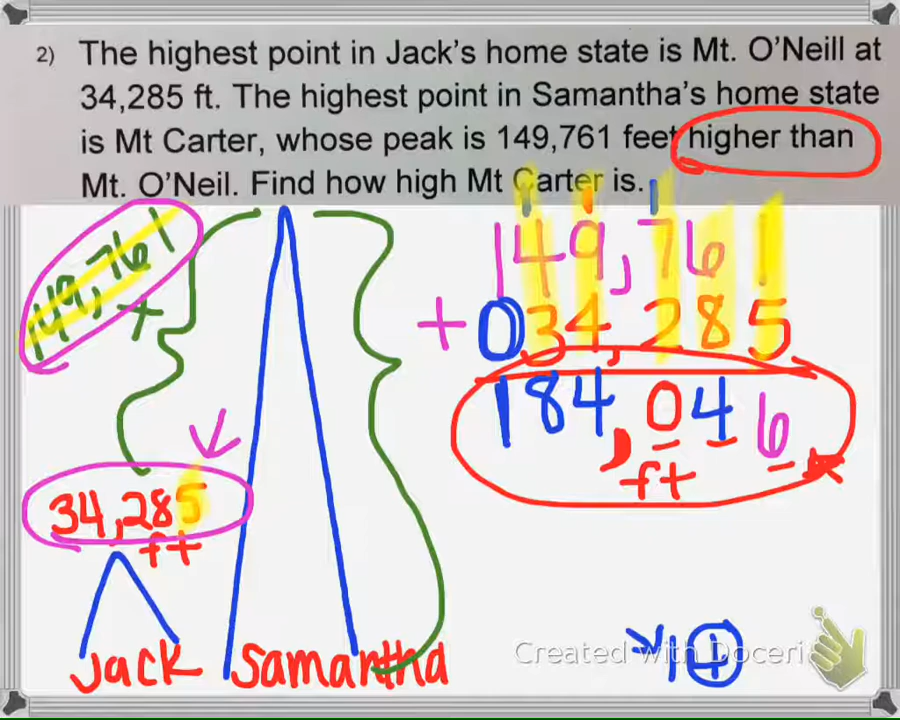 2) The highest point in Jack's home state is Mt. O'Neill at
34,285 ft. The highest point in Samantha's home state
is Mt Carter, whose peak is 149,761 feet higher than
Mt. O'Neil. Find how high Mt Carter is.
149,761
+
34,285
ft
Jack
Samantha
1 1 1
149,761
+ 034,285
184,046
ft
Created with Doceri
+